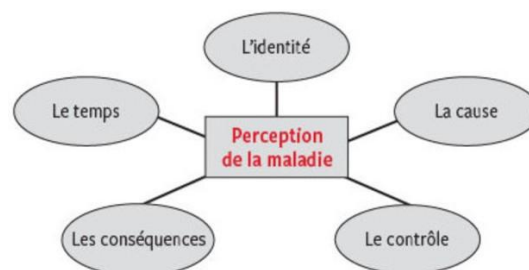 L'identité
Le temps
La cause
Perception
de la maladie
Les conséquences
Le contrôle